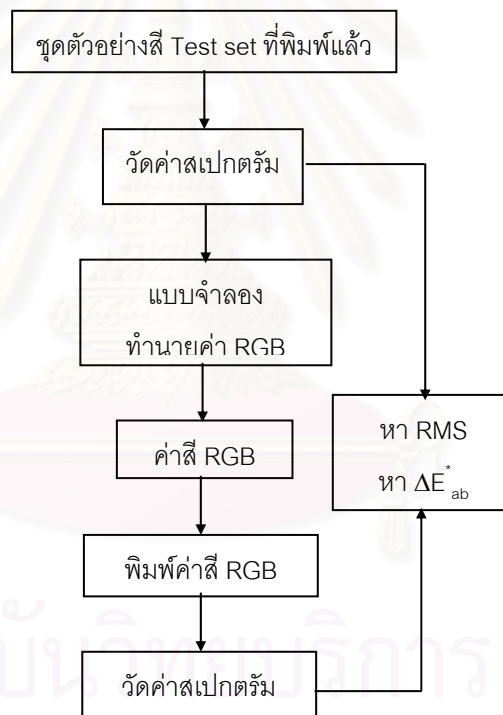 ชุดตัวอย่างสี Test set ที่พิมพ์แล้ว
วัดค่าสเปกตรัม
แบบจำลอง
ทำนายค่า RGB
ค่าสี RGB
หา RMS
หา ΔE*ab
พิมพ์ค่าสี RGB
วัดค่าสเปกตรัม